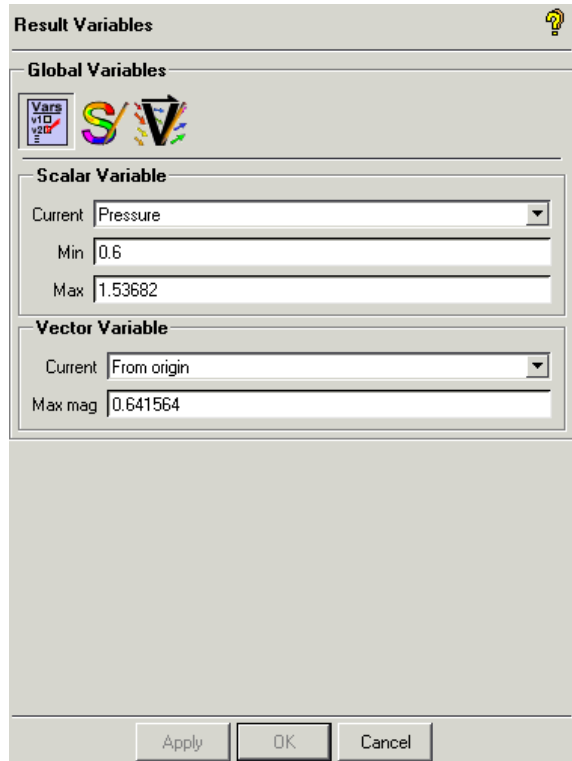 Result Variables
Global Variables
Vars
v1
v2
S
V
Scalar Variable
Current Pressure
Min 0.6
Max 1.53682
Vector Variable
Current From origin
Max mag 0.641564
Apply OK Cancel